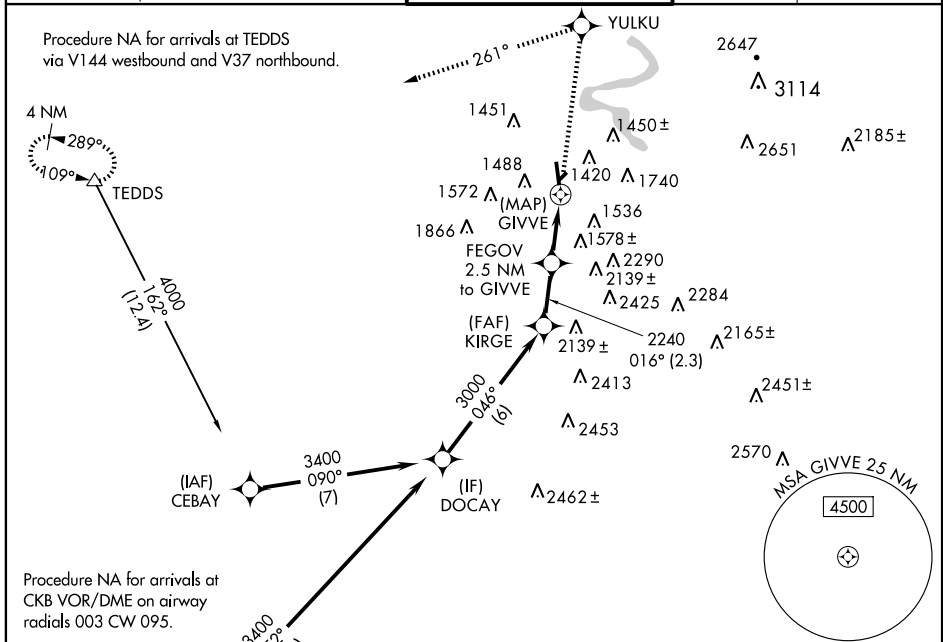 YULKU
Procedure NA for arrivals at TEDDS
via V144 westbound and V37 northbound.
261°
2647
3114
4 NM
289°
109°
TEDDS
1451
1450±
2651
2185±
1488
1420
1740
1572
(MAP)
GIVVE
1866
1536
1578±
FEGOV
2.5 NM
to GIVVE
2290
2139±
2425
2284
4000
162°
(12.4)
(FAF)
KIRGE
2139±
2240
016° (2.3)
2165±
2413
2451±
3000
046°
(6)
2453
2570
3400
090°
(7)
(IAF)
CEBAY
(IF)
DOCAY
2462±
MSA GIVVE 25 NM
4500
Procedure NA for arrivals at
CKB VOR/DME on airway
radials 003 CW 095.
3400